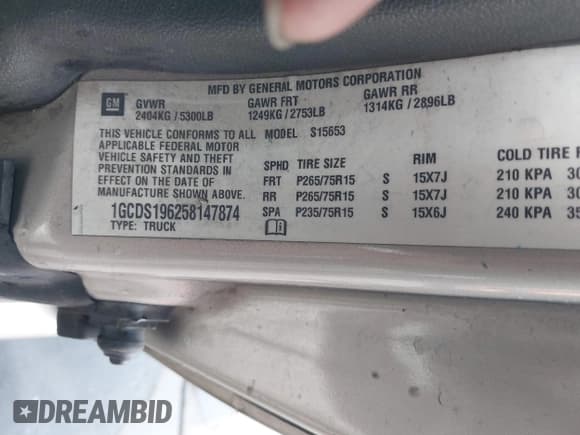 MFD BY GENERAL MOTORS CORPORATION
GM
GVWR GAWR FRT GAWR RR
2404KG / 5300LB 1249KG / 2753LB 1314KG / 2896LB
THIS VEHICLE CONFORMS TO ALL MODEL S15653
APPLICABLE FEDERAL MOTOR
VEHICLE SAFETY AND THEFT
PREVENTION STANDARDS IN
EFFECT ON THE DATE OF
MANUFACTURE SHOWN ABOVE.
1GCDS196258147874
TYPE: TRUCK
SPHD TIRE SIZE RIM COLD TIRE
FRT P265/75R15 S 15X7J 210 KPA
RR P265/75R15 S 15X7J 210 KPA
SPA P235/75R15 S 15X6J 240 KPA
DREAMBID